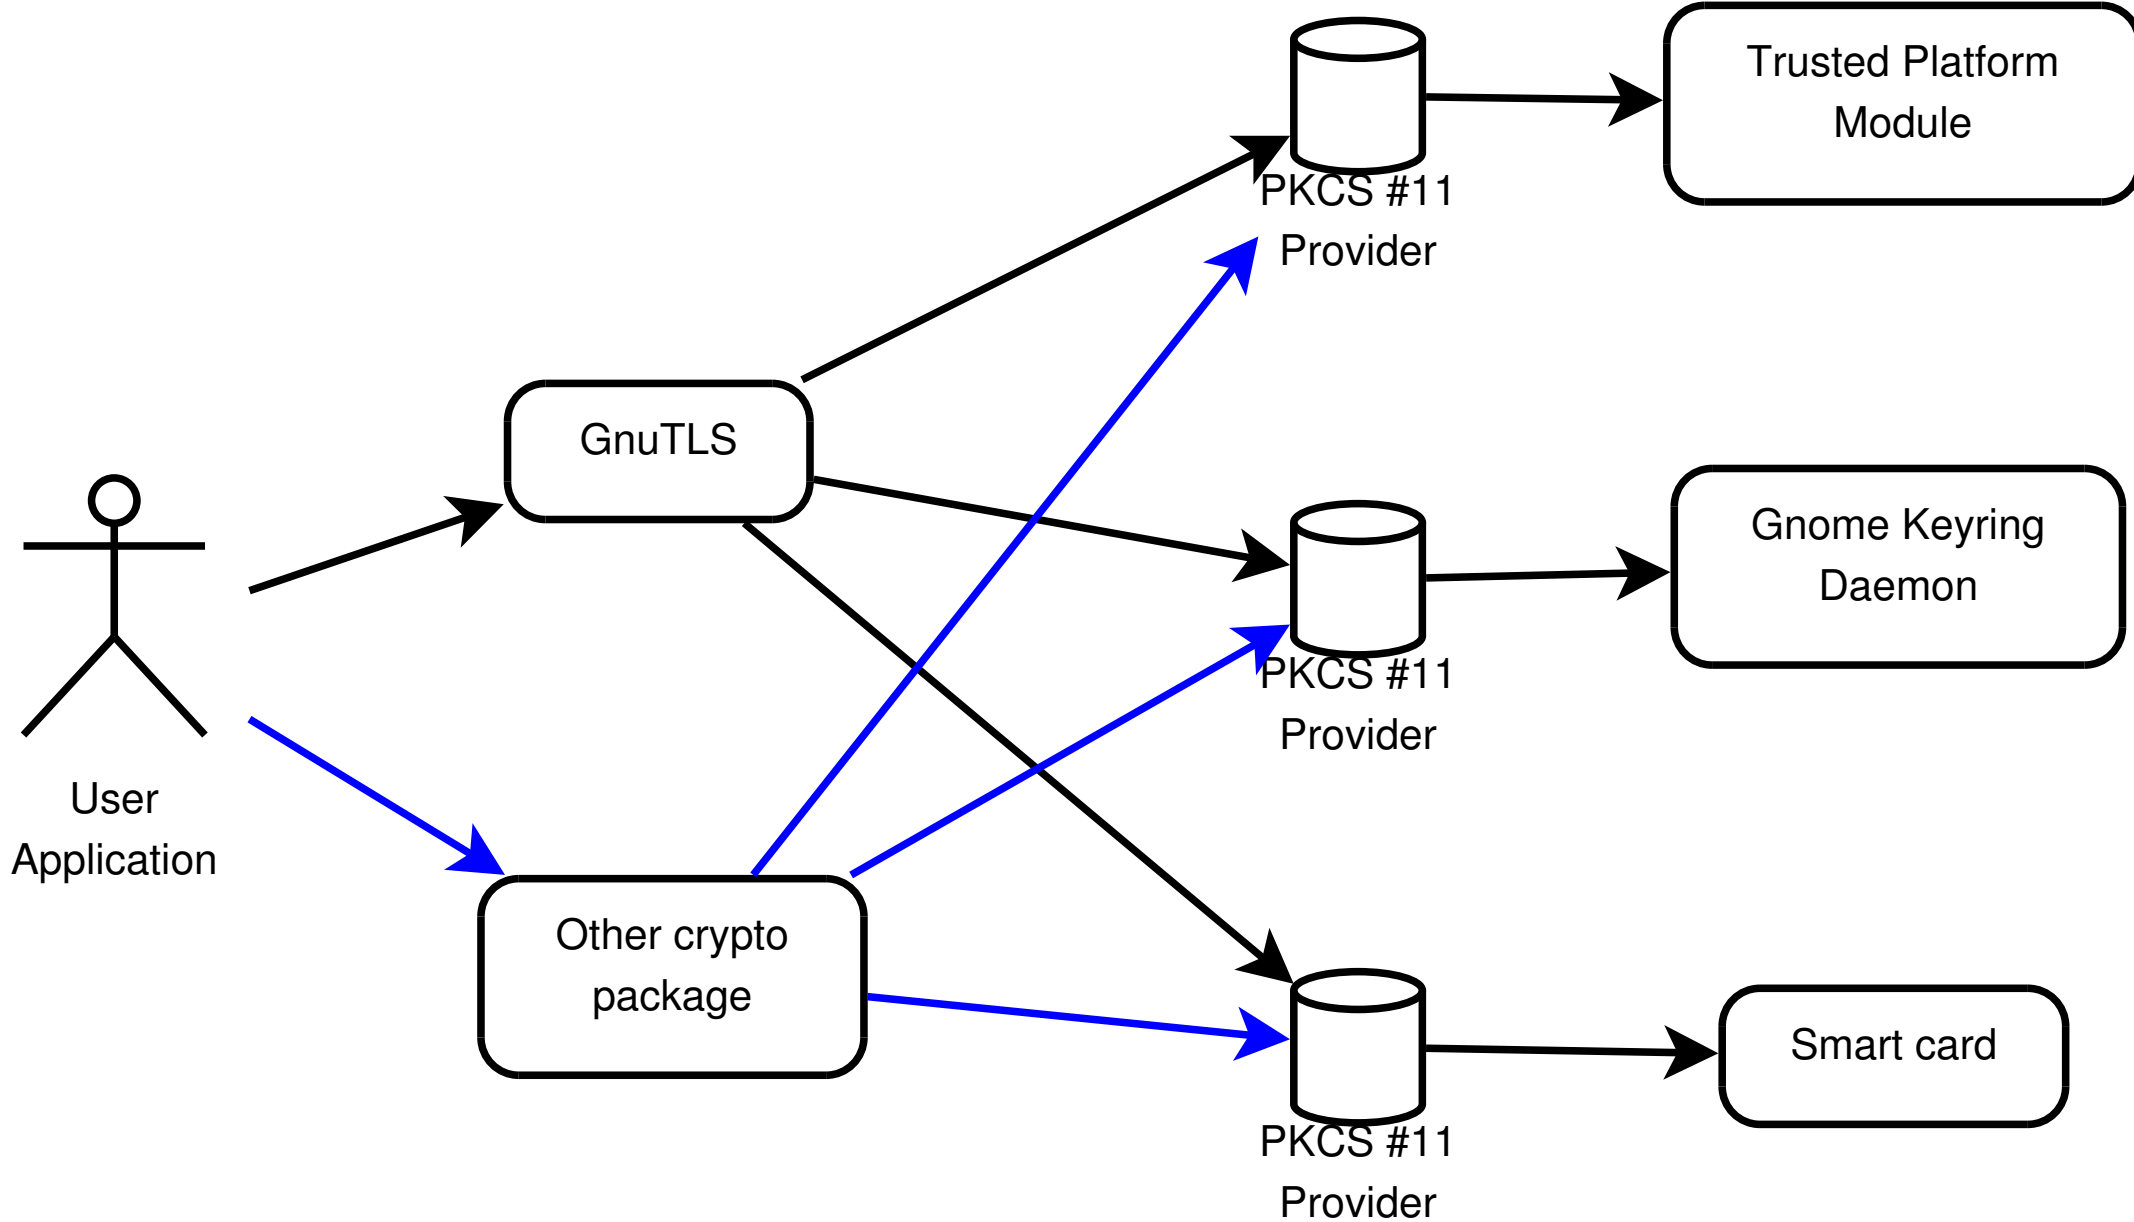 Trusted Platform
Module
PKCS #11
Provider
GnuTLS
Gnome Keyring
Daemon
PKCS #11
Provider
User
Application
Other crypto
package
Smart card
PKCS #11
Provider